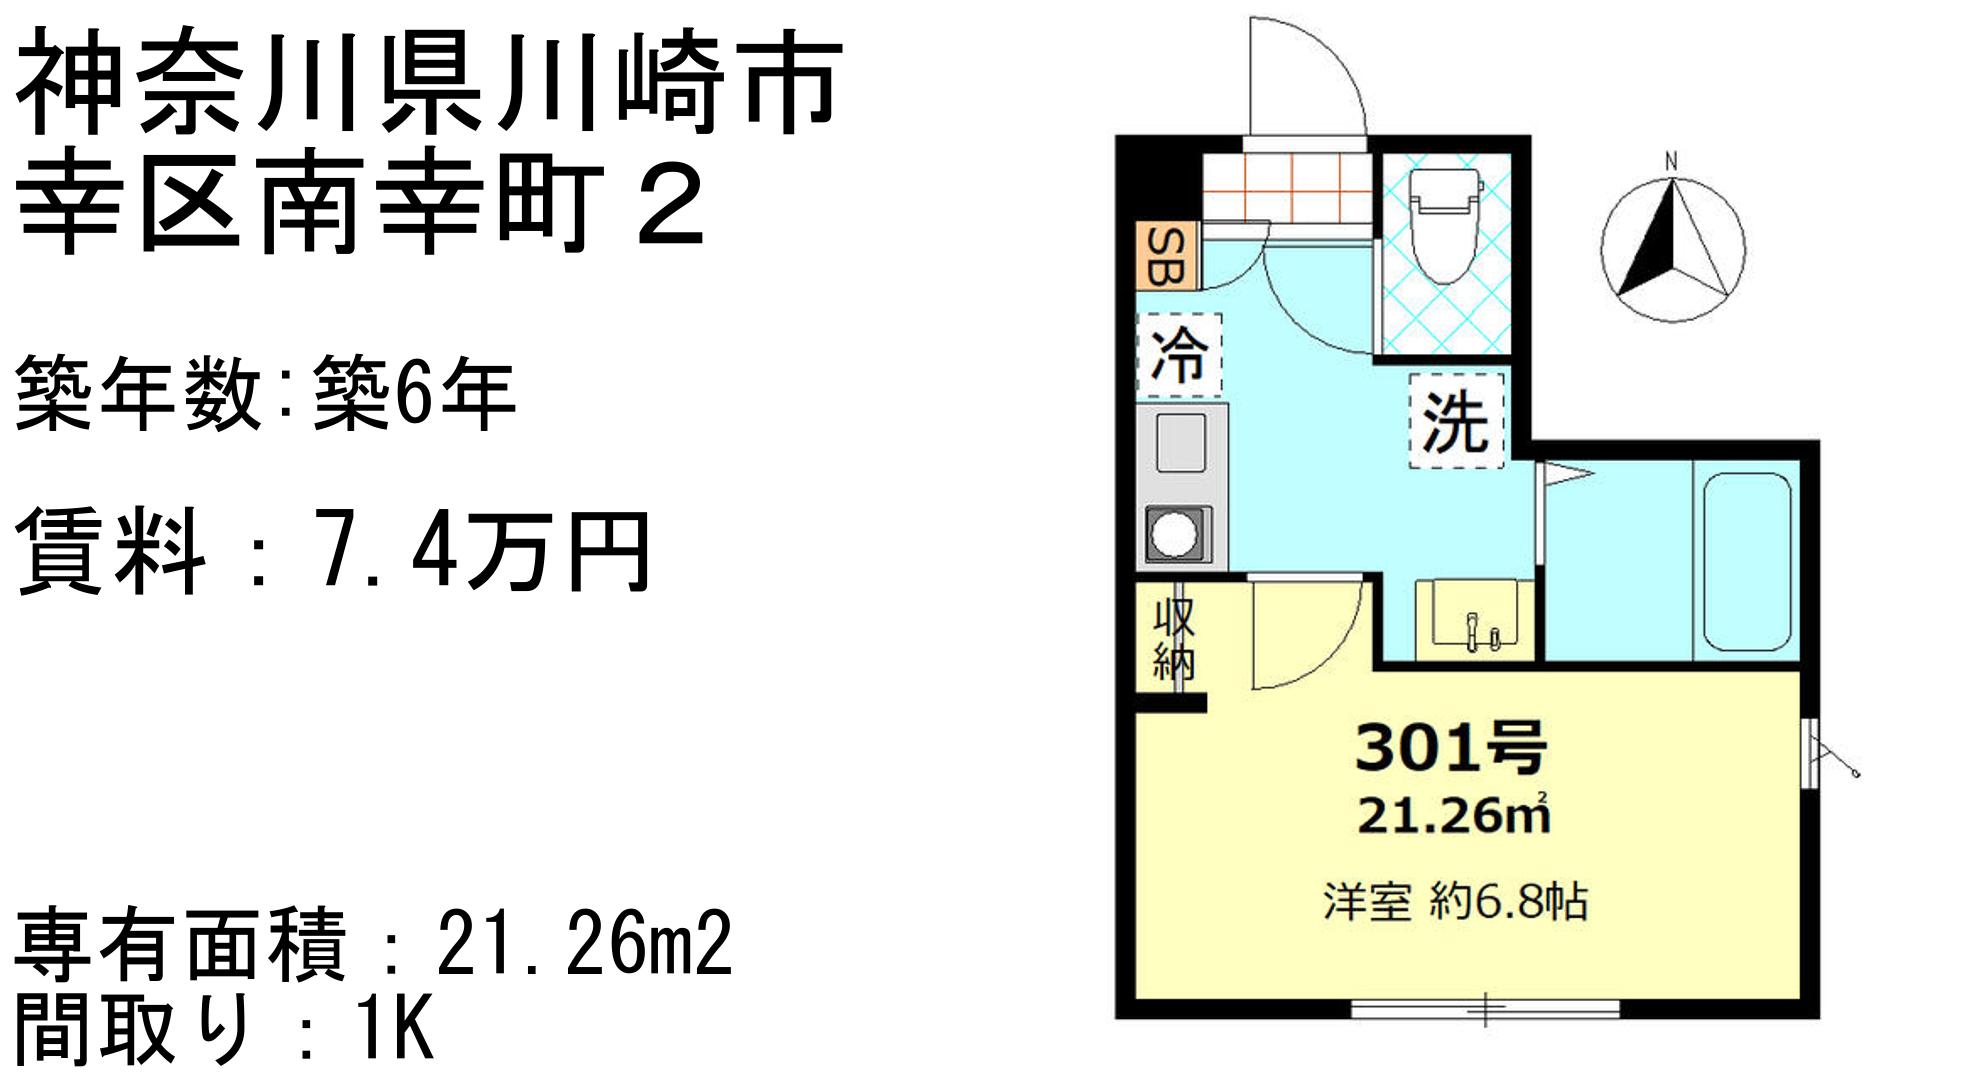 神奈川県川崎市
幸区南幸町２
築年数:築6年
賃料：7.4万円
専有面積：21.26m2
間取り：1K
N
SB
冷
洗
収納
301号
21.26㎡
洋室 約6.8帖